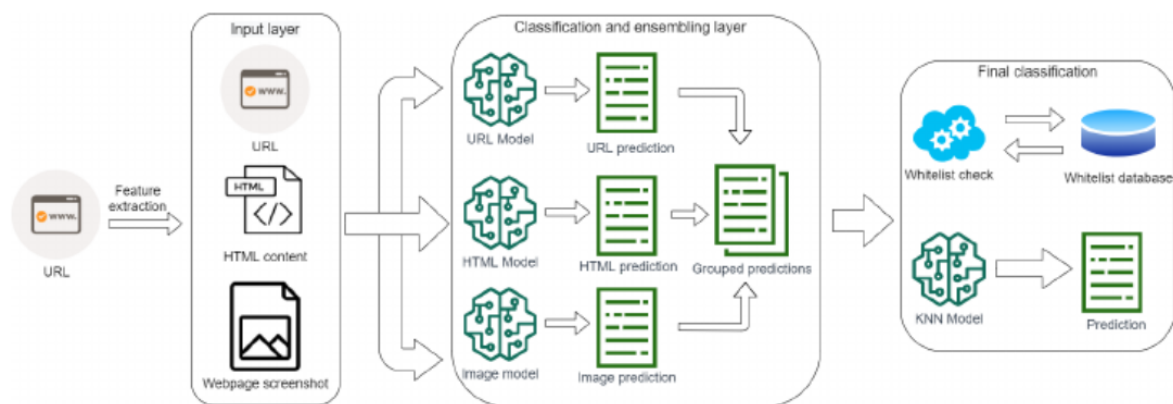 URL
Feature
extraction
Input layer
WWW.
URL
HTML
HTML content
Webpage screenshot
WWW.
Classification and ensembling layer
URL Model
URL prediction
HTML Model
HTML prediction
Grouped predictions
Image model
Image prediction
Final classification
Whitelist check
Whitelist database
KNN Model
Prediction